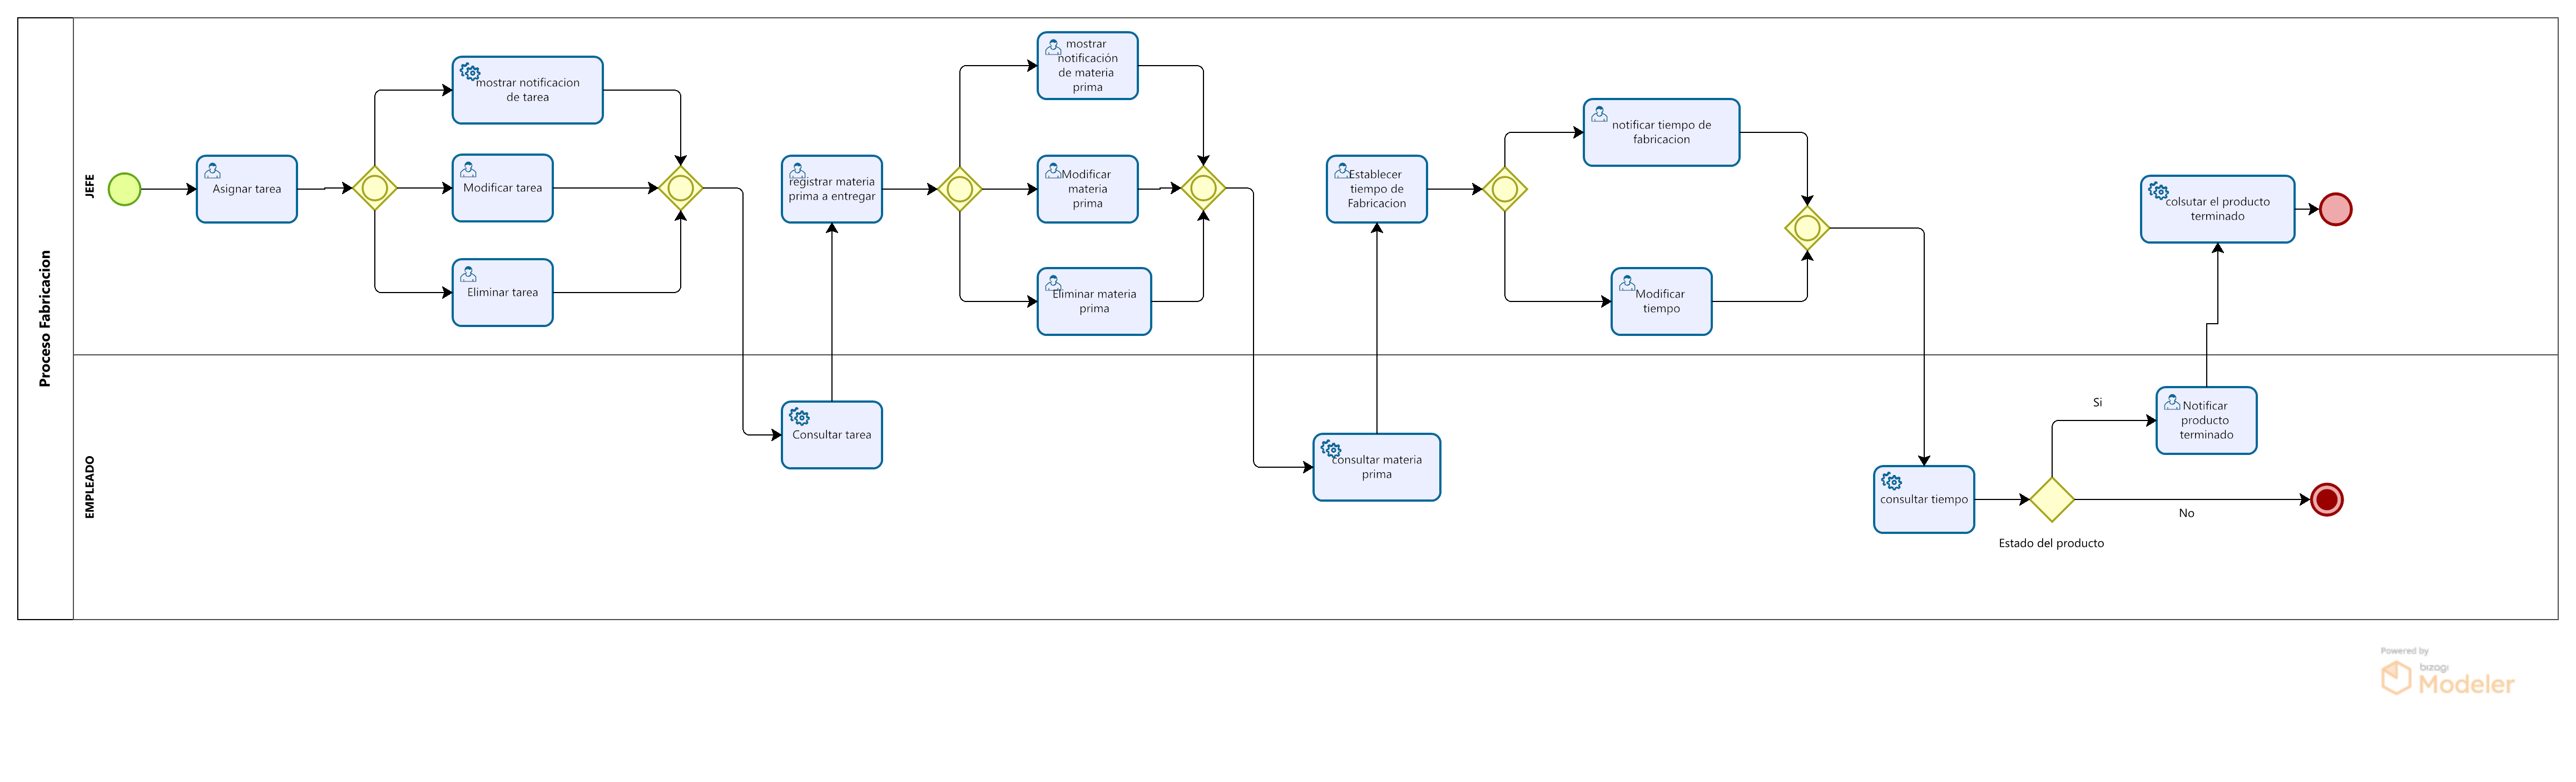 Proceso Fabricacion
JEFE
Asignar tarea
mostrar notificacion
de tarea
Modificar tarea
Eliminar tarea
registrar materia
prima a entregar
mostrar
notificación
de materia
prima
Modificar
materia
prima
Eliminar materia
prima
Establecer
tiempo de
Fabricacion
notificar tiempo de
fabricacion
Modificar
tiempo
colsutar el producto
terminado
EMPLEADO
Consultar tarea
consultar materia
prima
consultar tiempo
Estado del producto
Si
No
Notificar
producto
terminado
Powered by
bizagi
Modeler